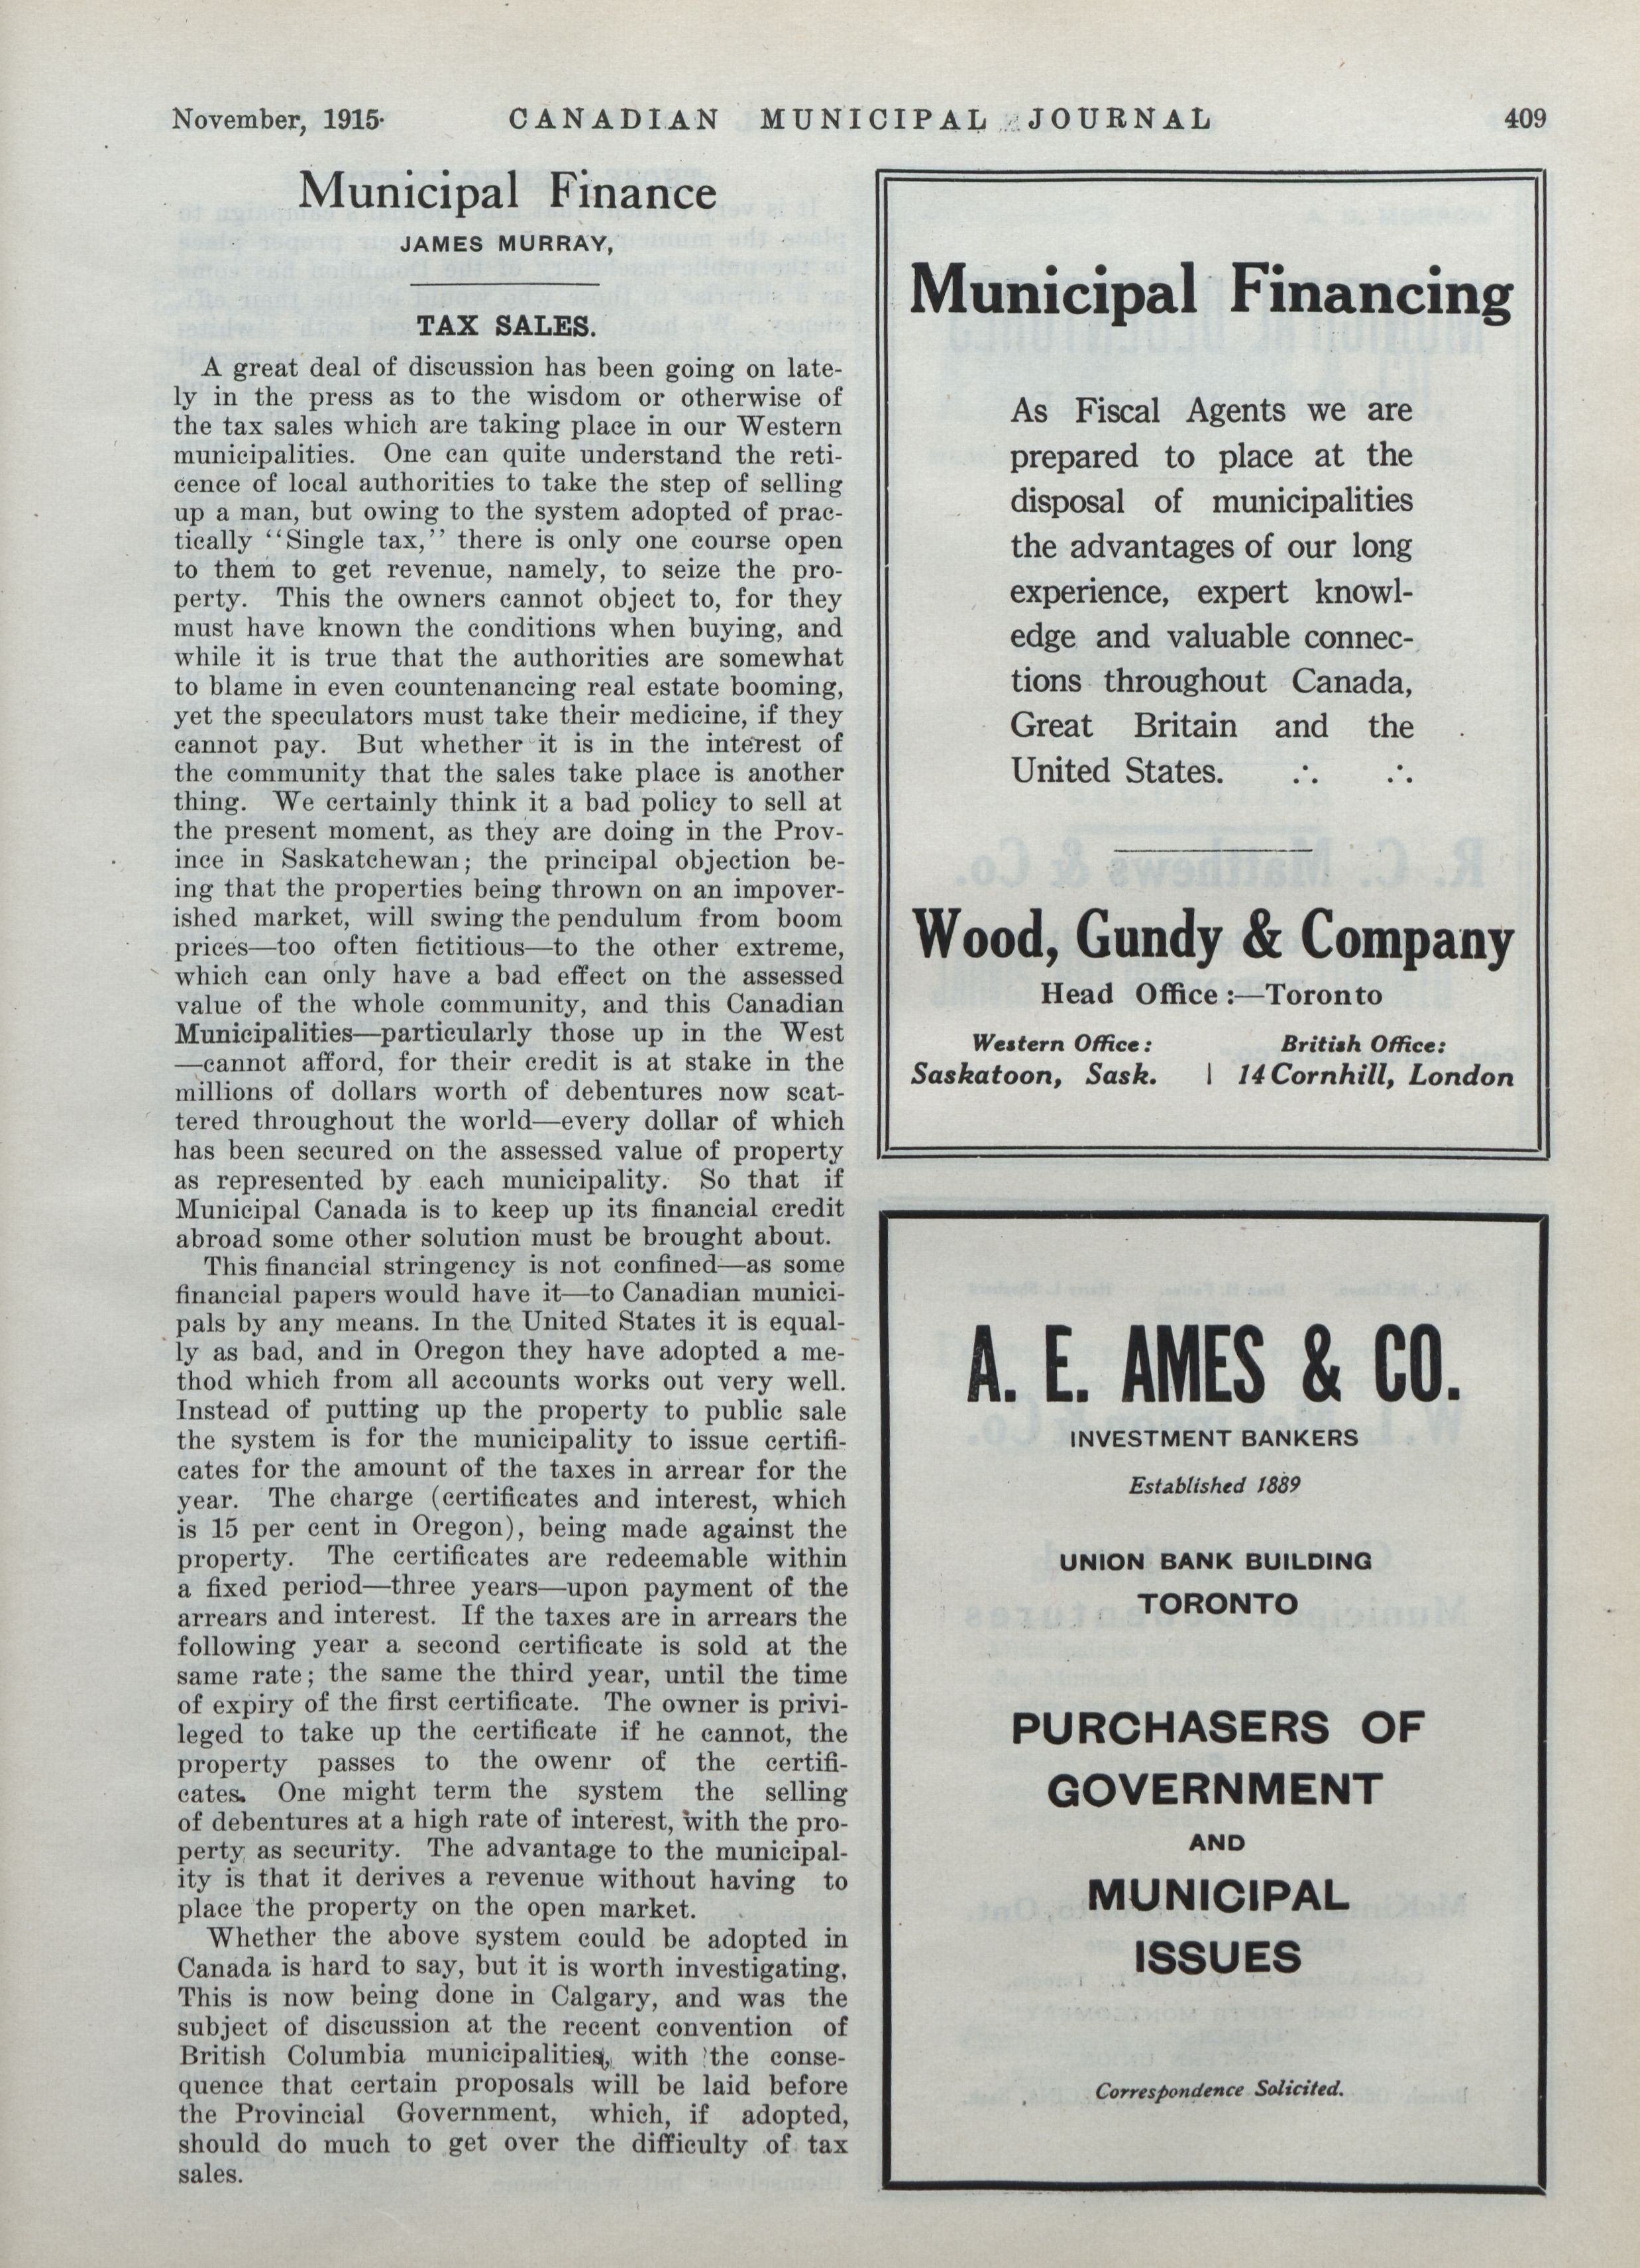 November, 1915·
CANADIAN MUNICIPAL JOURNAL
409
Municipal Finance
JAMES MURRAY,
TAX SALES.
A great deal of discussion has been going on late-
ly in the press as to the wisdom or otherwise of
the tax sales which are taking place in our Western
municipalities. One can quite understand the reti-
cence of local authorities to take the step of selling
up a man, but owing to the system adopted of prac-
tically “Single tax,” there is only one course open
to them to get revenue, namely, to seize the pro-
perty. This the owners cannot object to, for they
must have known the conditions when buying, and
while it is true that the authorities are somewhat
to blame in even countenancing real estate booming,
yet the speculators must take their medicine, if they
cannot pay. But whether it is in the interest of
the community that the sales take place is another
thing. We certainly think it a bad policy to sell at
the present moment, as they are doing in the Prov-
ince in Saskatchewan; the principal objection be-
ing that the properties being thrown on an impover-
ished market, will swing the pendulum from boom
prices—too often fictitious—to the other extreme,
which can only have a bad effect on the assessed
value of the whole community, and this Canadian
Municipalities—particularly those up in the West
—cannot afford, for their credit is at stake in the
millions of dollars worth of debentures now scat-
tered throughout the world—every dollar of which
has been secured on the assessed value of property
as represented by each municipality. So that if
Municipal Canada is to keep up its financial credit
abroad some other solution must be brought about.
This financial stringency is not confined—as some
financial papers would have it—to Canadian munici-
pals by any means. In the United States it is equal-
ly as bad, and in Oregon they have adopted a me-
thod which from all accounts works out very well.
Instead of putting up the property to public sale
the system is for the municipality to issue certifi-
cates for the amount of the taxes in arrear for the
year. The charge (certificates and interest, which
is 15 per cent in Oregon), being made against the
property. The certificates are redeemable within
a fixed period—three years—upon payment of the
arrears and interest. If the taxes are in arrears the
following year a second certificate is sold at the
same rate; the same the third year, until the time
of expiry of the first certificate. The owner is privi-
leged to take up the certificate if he cannot, the
property passes to the owenr of the certifi-
cates. One might term the system the selling
of debentures at a high rate of interest, with the pro-
perty as security. The advantage to the municipal-
ity is that it derives a revenue without having to
place the property on the open market.
Whether the above system could be adopted in
Canada is hard to say, but it is worth investigating.
This is now being done in Calgary, and was the
subject of discussion at the recent convention of
British Columbia municipalities, with the conse-
quence that certain proposals will be laid before
the Provincial Government, which, if adopted,
should do much to get over the difficulty of tax
sales.
Municipal Financing
As Fiscal Agents we are
prepared to place at the
disposal of municipalities
the advantages of our long
experience, expert knowl-
edge and valuable connec-
tions throughout Canada,
Great Britain and the
United States. ∴ ∴
Wood, Gundy & Company
Head Office:—Toronto
Western Office: British Office:
Saskatoon, Sask. | 14 Cornhill, London
A. E. AMES & CO.
INVESTMENT BANKERS
Established 1889
UNION BANK BUILDING
TORONTO
PURCHASERS OF
GOVERNMENT
AND
MUNICIPAL
ISSUES
Correspondence Solicited.